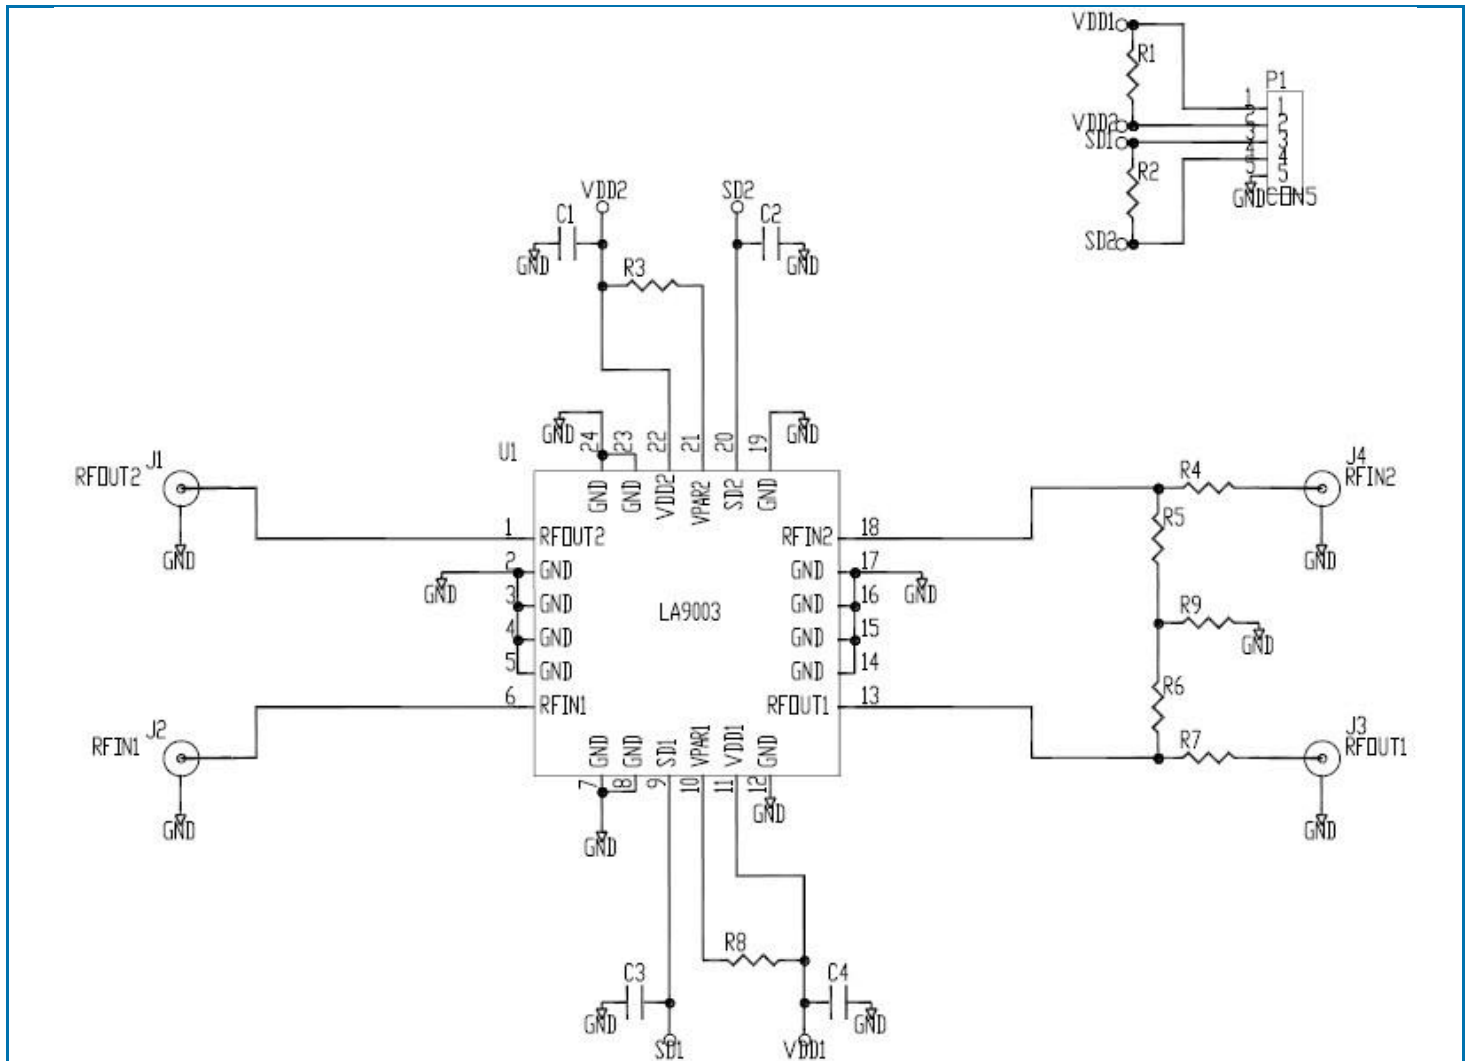 VDD1
R1
P1
1
1
VDD2
2
SD1
3
3
4
R2
5
5
GND
CON5
SD2
VDD2
SD2
C1
C2
GND
GND
R3
GND
GND
24
23
22
21
20
19
U1
GND
GND
VDD2
VPAR2
SD2
GND
J1
RFOUT2
J4
RFIN2
R4
R5
1
RFOUT2
RFIN2
18
GND
GND
2
GND
GND
17
GND
GND
3
GND
LA9003
GND
16
R9
4
GND
GND
15
GND
5
GND
GND
14
6
RFIN1
RFOUT1
13
R6
J2
RFIN1
R7
J3
RFOUT1
GND
GND
SD1
VPAR1
VDD1
GND
7
8
9
10
11
12
GND
GND
GND
GND
R8
C3
C4
GND
GND
SD1
VDD1